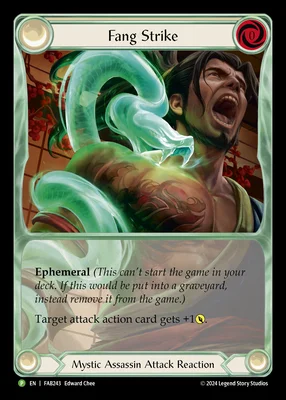 Fang Strike
Ephemeral (This can't start the game in your
deck. If this would be put into a graveyard,
instead remove it from the game.)
Target attack action card gets +1.
Mystic Assassin Attack Reaction
P EN | FAB243 Edward Chee
© 2024 Legend Story Studios